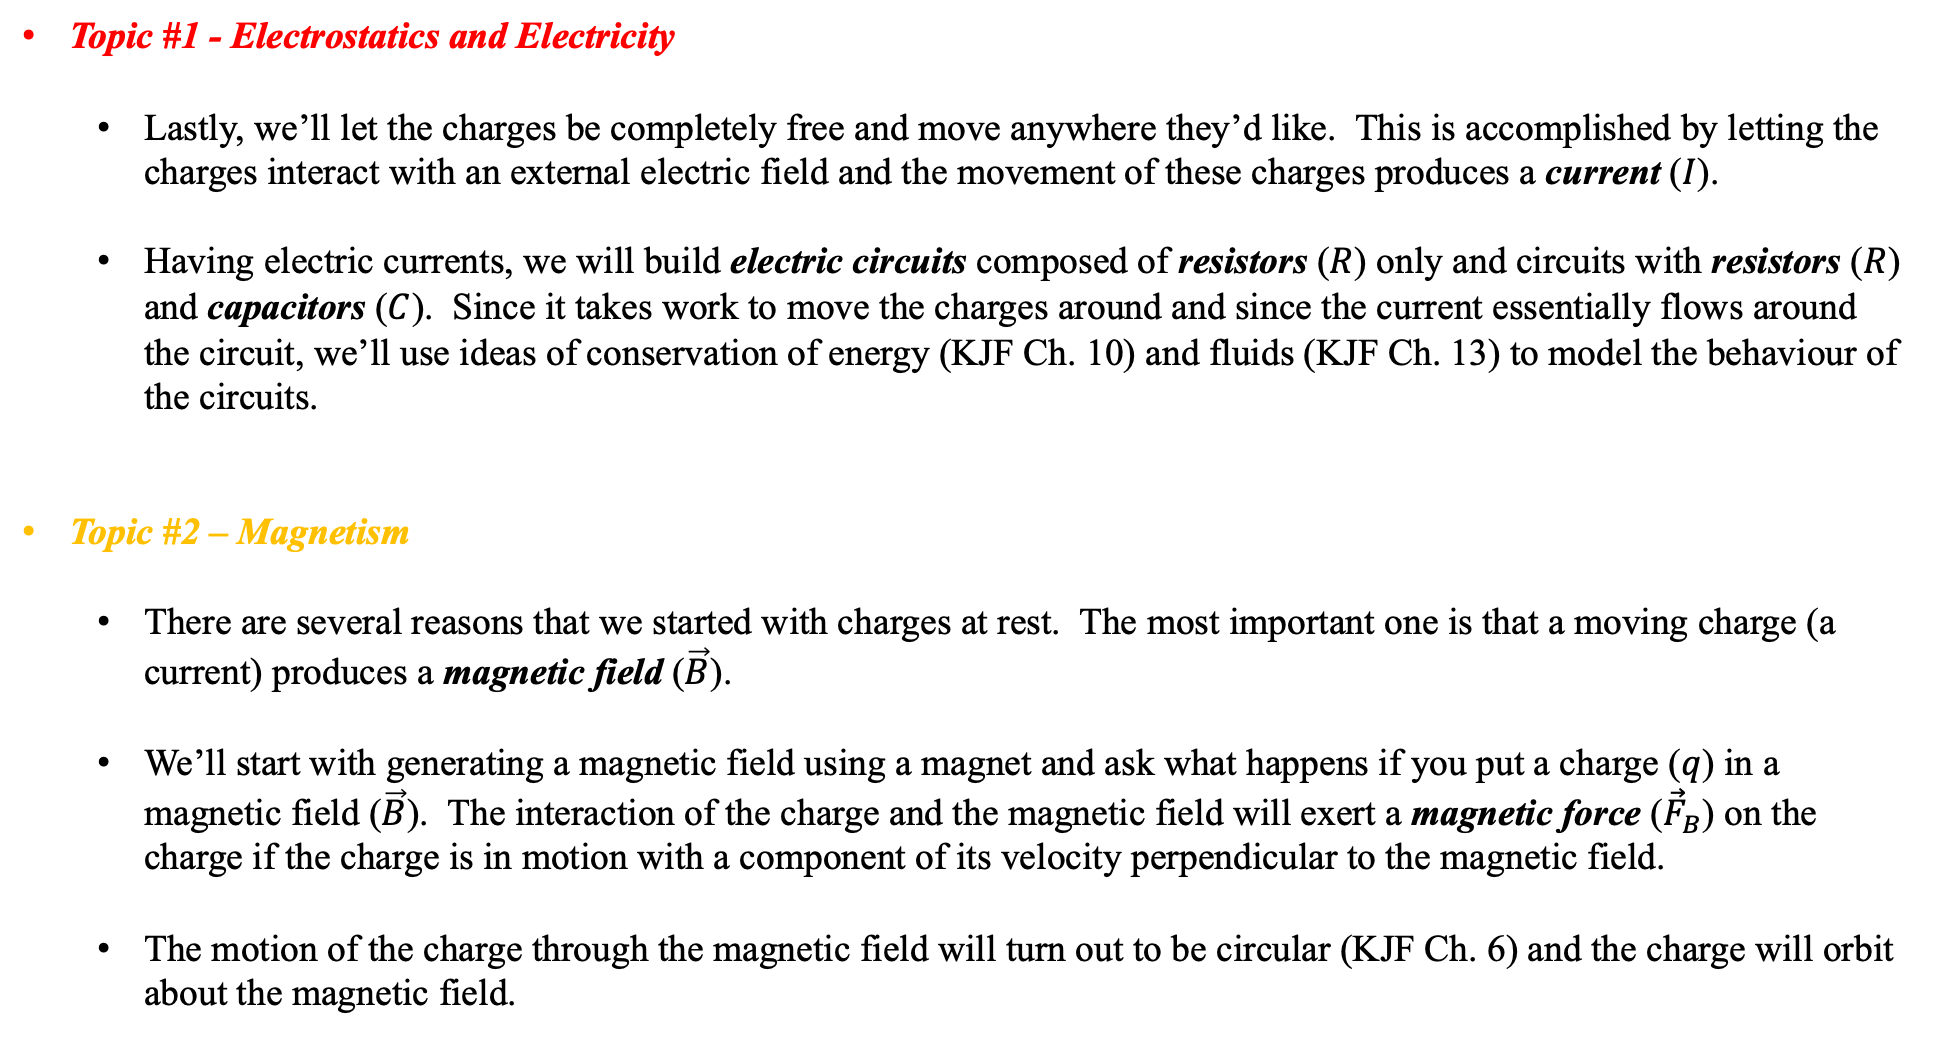 • Topic #1 - Electrostatics and Electricity
• Lastly, we’ll let the charges be completely free and move anywhere they’d like.  This is accomplished by letting the
charges interact with an external electric field and the movement of these charges produces a current (I).
• Having electric currents, we will build electric circuits composed of resistors (R) only and circuits with resistors (R)
and capacitors (C).  Since it takes work to move the charges around and since the current essentially flows around
the circuit, we’ll use ideas of conservation of energy (KJF Ch. 10) and fluids (KJF Ch. 13) to model the behaviour of
the circuits.
• Topic #2 – Magnetism
• There are several reasons that we started with charges at rest.  The most important one is that a moving charge (a
current) produces a magnetic field (B⃗).
• We’ll start with generating a magnetic field using a magnet and ask what happens if you put a charge (q) in a
magnetic field (B⃗).  The interaction of the charge and the magnetic field will exert a magnetic force (F⃗_B) on the
charge if the charge is in motion with a component of its velocity perpendicular to the magnetic field.
• The motion of the charge through the magnetic field will turn out to be circular (KJF Ch. 6) and the charge will orbit
about the magnetic field.